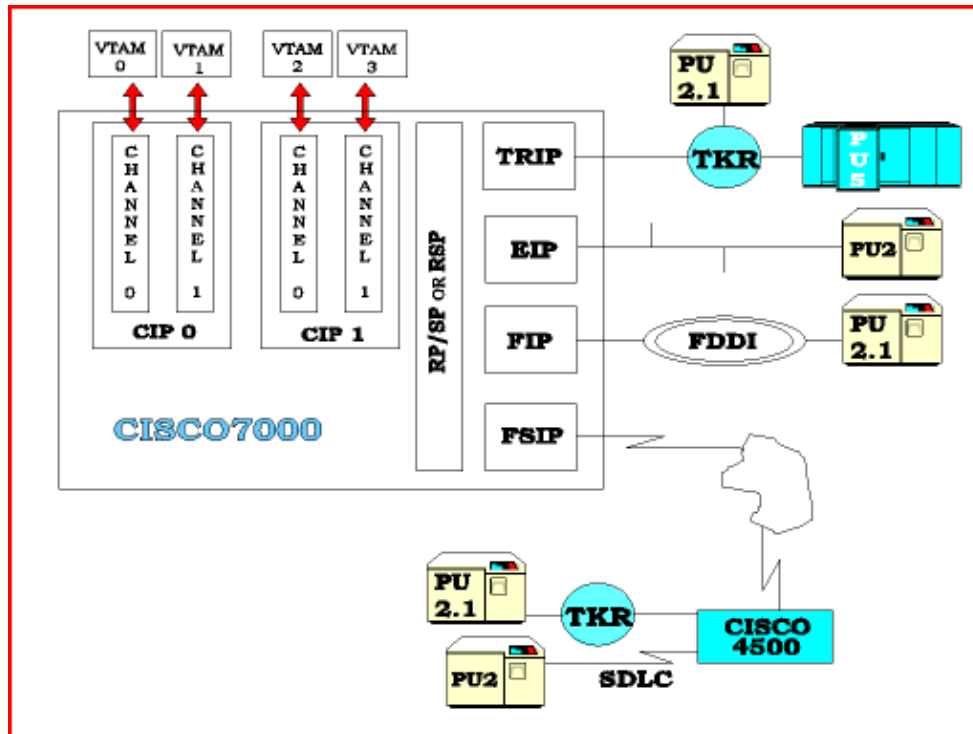 VTAM
0
VTAM
1
VTAM
2
VTAM
3
CHANNEL 0
CHANNEL 1
CHANNEL 0
CHANNEL 1
CIP 0
CIP 1
RP/SP OR RSP
TRIP
EIP
FIP
FSIP
CISCO7000
PU
2.1
TKR
PU5
PU2
FDDI
PU
2.1
PU
2.1
TKR
CISCO
4500
PU2
SDLC